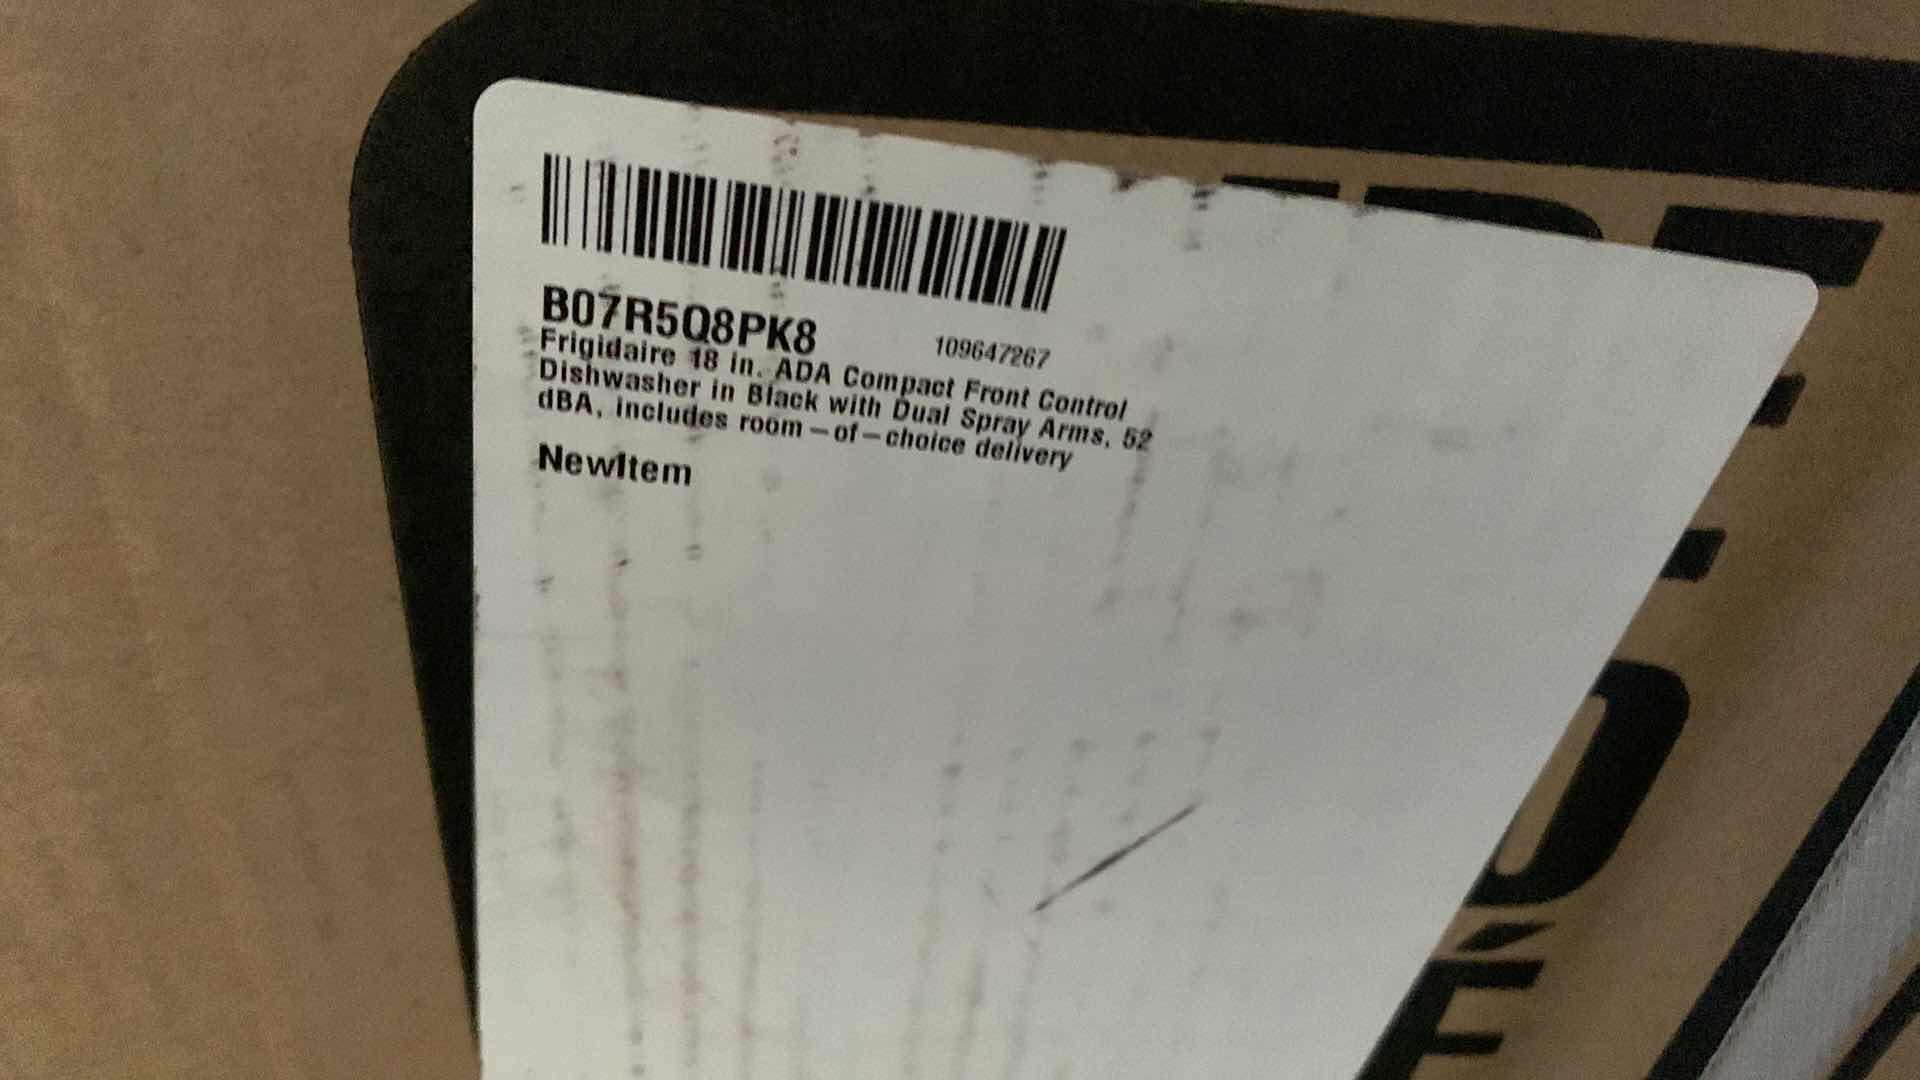 B07R5Q8PK8
109647267
Frigidaire 18 in. ADA Compact Front Control
Dishwasher in Black with Dual Spray Arms, 52
dBA, includes room-of-choice delivery
NewItem